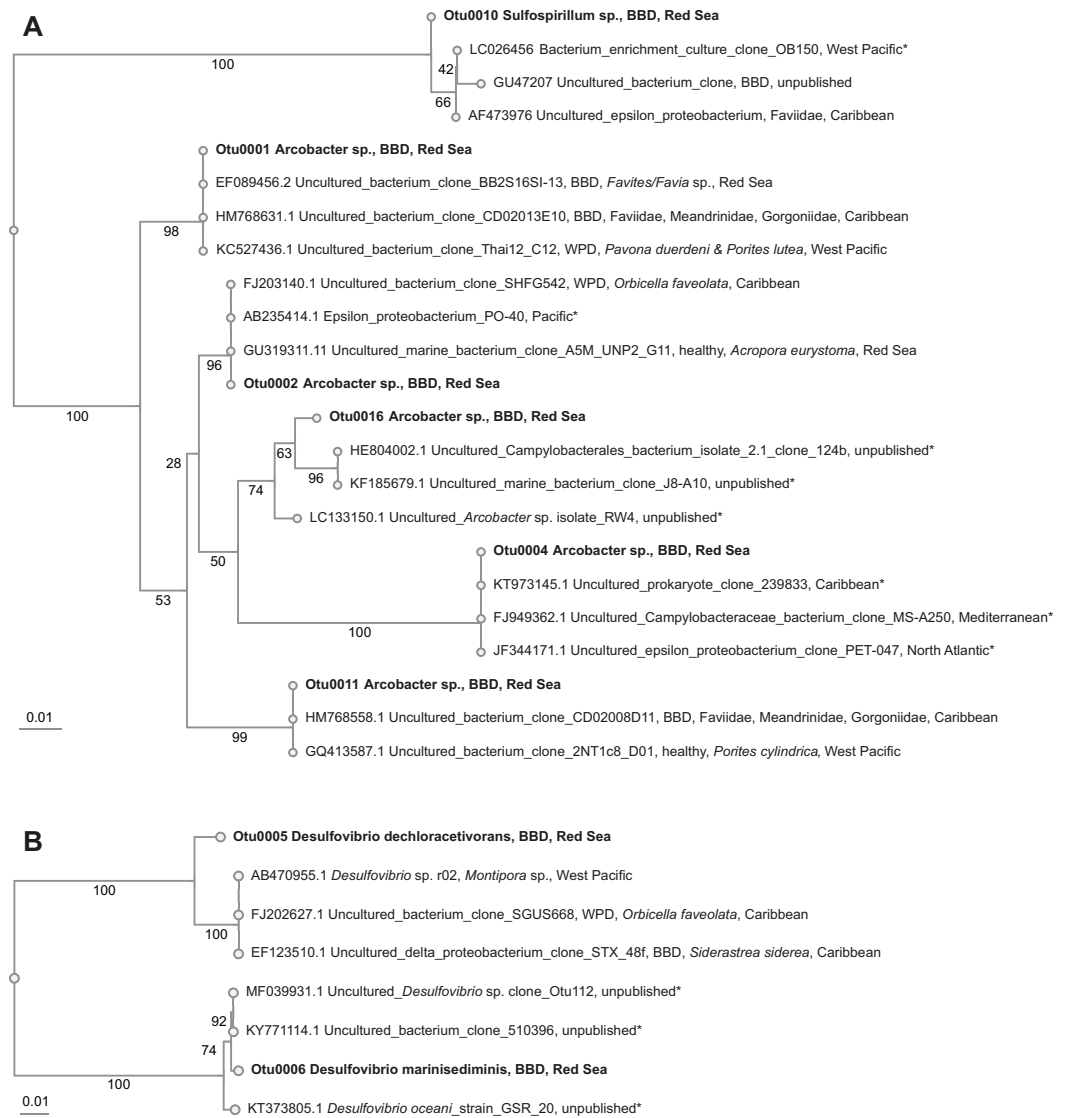 A
Otu0010 Sulfospirillum sp., BBD, Red Sea
LC026456 Bacterium_enrichment_culture_clone_OB150, West Pacific*
100
42
GU47207 Uncultured_bacterium_clone, BBD, unpublished
66
AF473976 Uncultured_epsilon_proteobacterium, Faviidae, Caribbean
Otu0001 Arcobacter sp., BBD, Red Sea
EF089456.2 Uncultured_bacterium_clone_BB2S16SI-13, BBD, Favites/Favia sp., Red Sea
HM768631.1 Uncultured_bacterium_clone_CD02013E10, BBD, Faviidae, Meandrinidae, Gorgoniidae, Caribbean
98
KC527436.1 Uncultured_bacterium_clone_Thai12_C12, WPD, Pavona duerdeni & Porites lutea, West Pacific
FJ203140.1 Uncultured_bacterium_clone_SHFG542, WPD, Orbicella faveolata, Caribbean
AB235414.1 Epsilon_proteobacterium_PO-40, Pacific*
GU319311.11 Uncultured_marine_bacterium_clone_A5M_UNP2_G11, healthy, Acropora eurystoma, Red Sea
96
Otu0002 Arcobacter sp., BBD, Red Sea
100
Otu0016 Arcobacter sp., BBD, Red Sea
HE804002.1 Uncultured_Campylobacterales_bacterium_isolate_2.1_clone_124b, unpublished*
63
28
96
KF185679.1 Uncultured_marine_bacterium_clone_J8-A10, unpublished*
74
LC133150.1 Uncultured_Arcobacter sp. isolate_RW4, unpublished*
Otu0004 Arcobacter sp., BBD, Red Sea
50
KT973145.1 Uncultured_prokaryote_clone_239833, Caribbean*
53
FJ949362.1 Uncultured_Campylobacteraceae_bacterium_clone_MS-A250, Mediterranean*
100
JF344171.1 Uncultured_epsilon_proteobacterium_clone_PET-047, North Atlantic*
Otu0011 Arcobacter sp., BBD, Red Sea
0.01
HM768558.1 Uncultured_bacterium_clone_CD02008D11, BBD, Faviidae, Meandrinidae, Gorgoniidae, Caribbean
99
GQ413587.1 Uncultured_bacterium_clone_2NT1c8_D01, healthy, Porites cylindrica, West Pacific
B
Otu0005 Desulfovibrio dechloracetivorans, BBD, Red Sea
AB470955.1 Desulfovibrio sp. r02, Montipora sp., West Pacific
100
FJ202627.1 Uncultured_bacterium_clone_SGUS668, WPD, Orbicella faveolata, Caribbean
100
EF123510.1 Uncultured_delta_proteobacterium_clone_STX_48f, BBD, Siderastrea siderea, Caribbean
MF039931.1 Uncultured_Desulfovibrio sp. clone_Otu112, unpublished*
92
KY771114.1 Uncultured_bacterium_clone_510396, unpublished*
74
Otu0006 Desulfovibrio marinisediminis, BBD, Red Sea
100
0.01
KT373805.1 Desulfovibrio oceani_strain_GSR_20, unpublished*